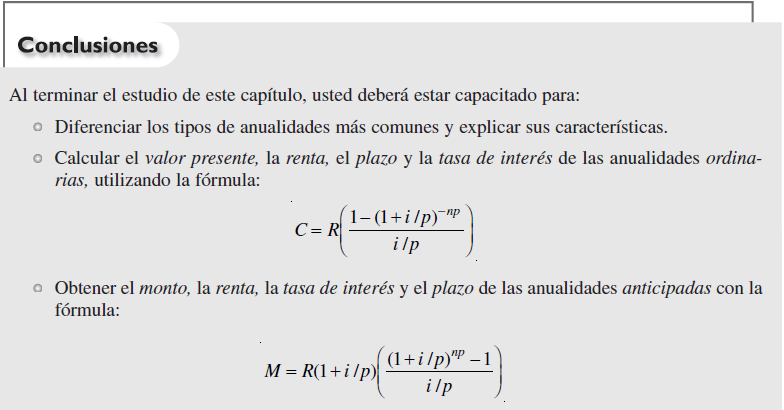 Conclusiones
Al terminar el estudio de este capítulo, usted deberá estar capacitado para:
Diferenciar los tipos de anualidades más comunes y explicar sus características.
Calcular el valor presente, la renta, el plazo y la tasa de interés de las anualidades ordina-
rias, utilizando la fórmula:
C = R(1 − (1 + i / p)^−np / i / p)
Obtener el monto, la renta, la tasa de interés y el plazo de las anualidades anticipadas con la
fórmula:
M = R(1 + i / p)((1 + i / p)^np − 1 / i / p)